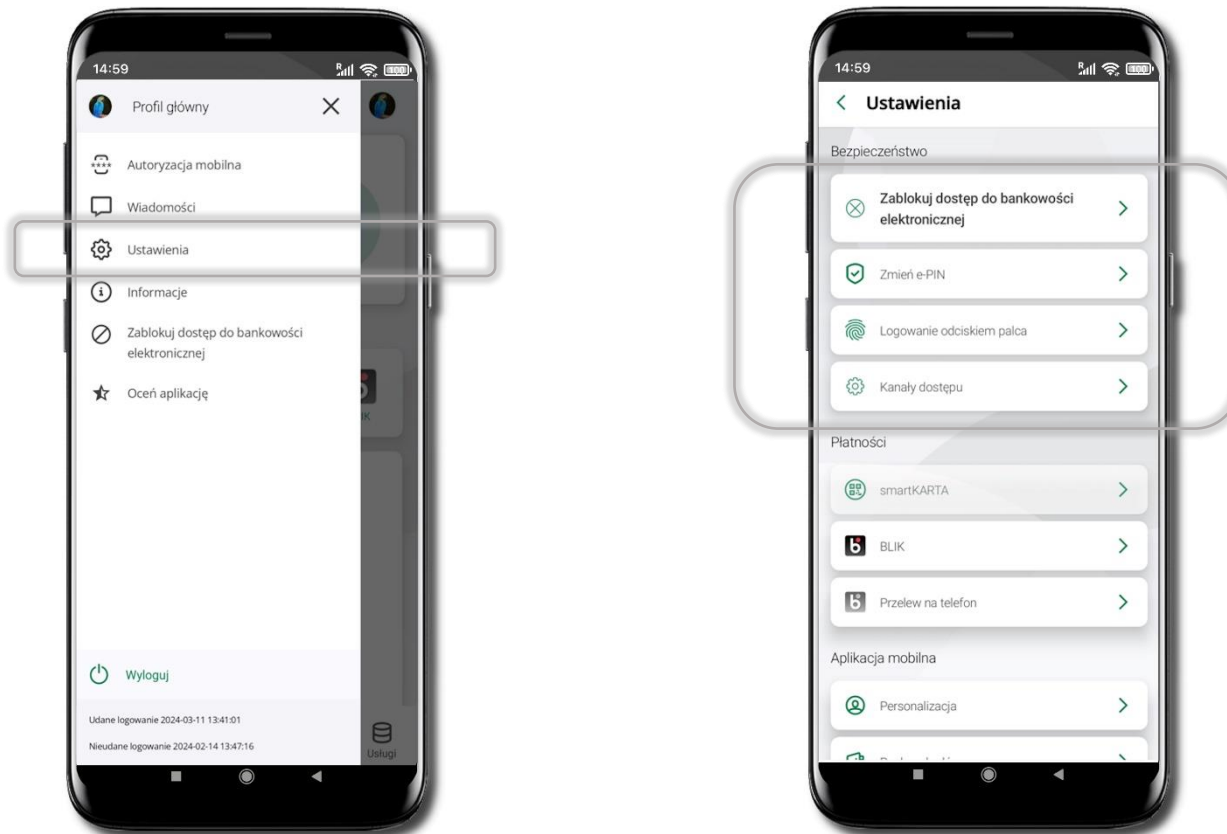 14:59
Profil główny
Autoryzacja mobilna
Wiadomości
Ustawienia
Informacje
Zablokuj dostęp do bankowości
elektronicznej
Oceń aplikację
Wyloguj
Udane logowanie 2024-03-11 13:41:01
Nieudane logowanie 2024-02-14 13:47:16
Usługi
14:59
Ustawienia
Bezpieczeństwo
Zablokuj dostęp do bankowości
elektronicznej
Zmień e-PIN
Logowanie odciskiem palca
Kanały dostępu
Płatności
smartKARTA
BLIK
Przelew na telefon
Aplikacja mobilna
Personalizacja